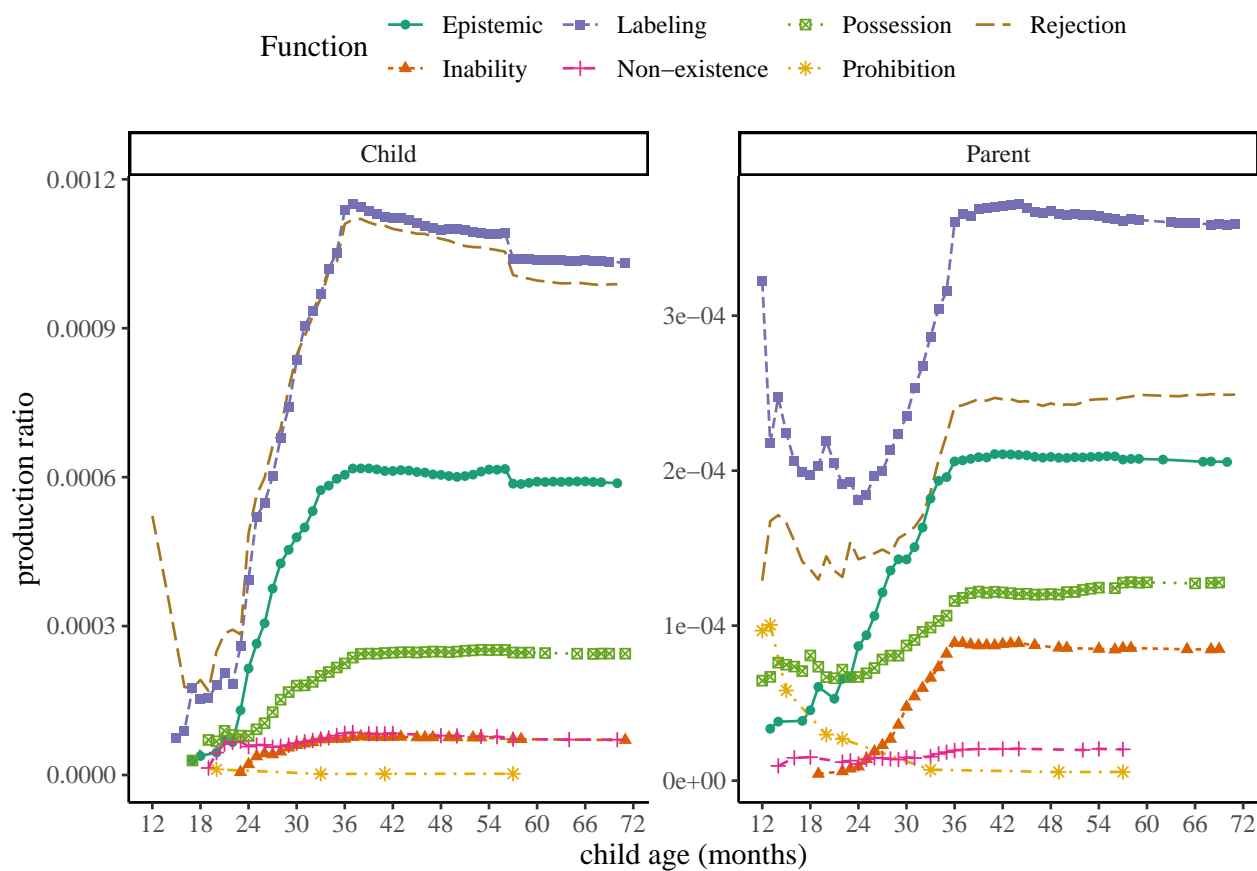 Function
Epistemic Labeling Possession Rejection
Inability Non−existence Prohibition
Child Parent
production ratio
0.0012
0.0009
0.0006
0.0003
0.0000
3e−04
2e−04
1e−04
0e+00
12 18 24 30 36 42 48 54 60 66 72
12 18 24 30 36 42 48 54 60 66 72
child age (months)